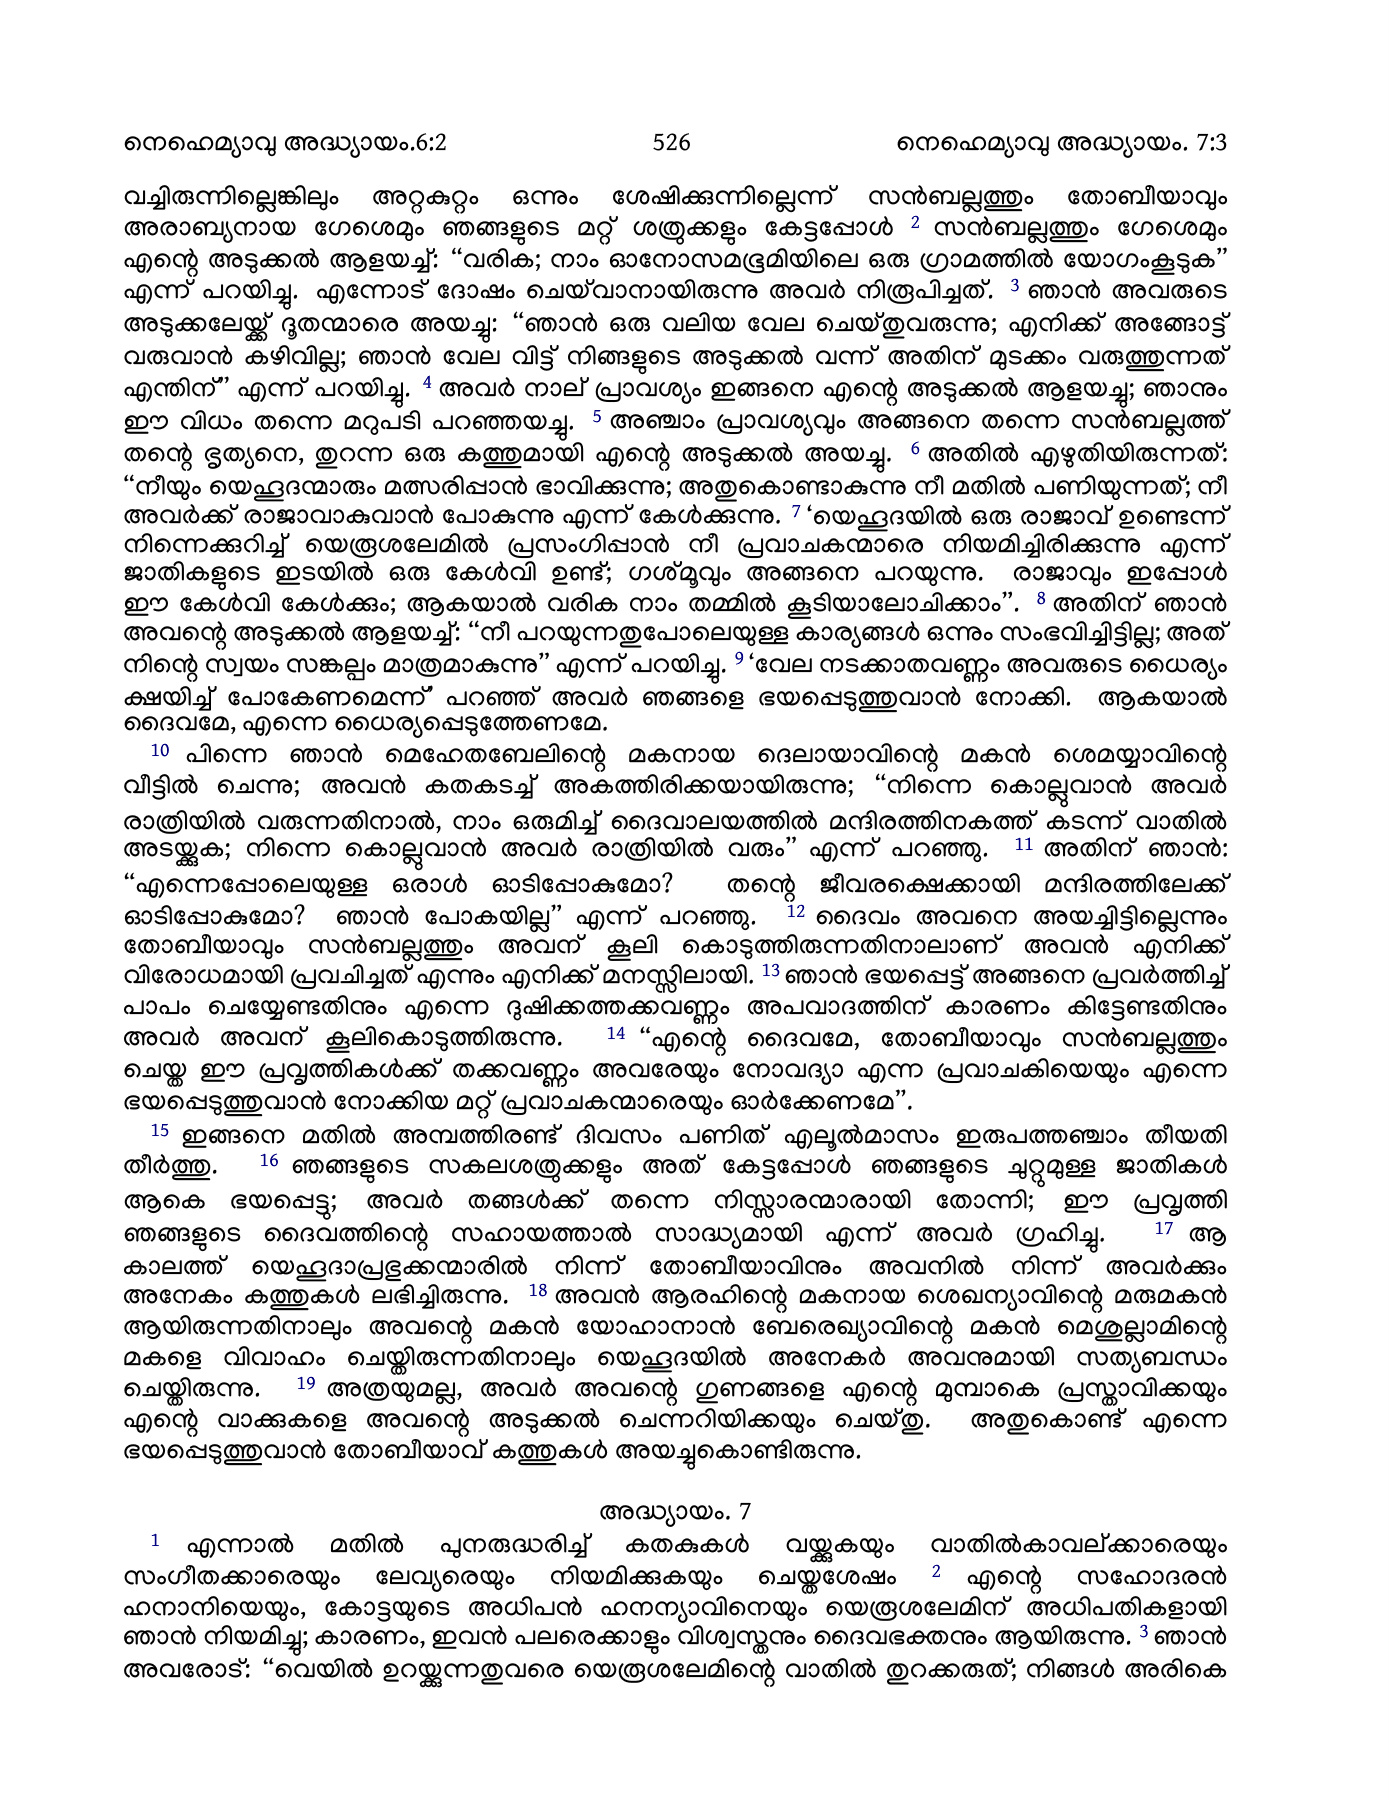 നെഹെമ്യാവു അദ്ധ്യായം.6:2 526 നെഹെമ്യാവു അദ്ധ്യായം. 7:3
വച്ചിരുന്നില്ലെങ്കിലും അറ്റകുറ്റം ഒന്നും ശേഷിക്കുന്നില്ലെന്ന് സൻബല്ലത്തും തോബീയാവും
അരാബ്യനായ ഗേശെമും ഞങ്ങളുടെ മറ്റ് ശത്രുക്കളും കേട്ടപ്പോൾ 2 സൻബല്ലത്തും ഗേശെമും
എന്റെ അടുക്കൽ ആളയച്ച്: “വരിക; നാം ഓനോസമഭൂമിയിലെ ഒരു ഗ്രാമത്തിൽ യോഗംകൂടുക”
എന്ന് പറയിച്ചു. എന്നോട് ദോഷം ചെയ്‌വാനായിരുന്നു അവർ നിരൂപിച്ചത്. 3 ഞാൻ അവരുടെ
അടുക്കലേയ്ക്ക് ദൂതന്മാരെ അയച്ചു: “ഞാൻ ഒരു വലിയ വേല ചെയ്തുവരുന്നു; എനിക്ക് അങ്ങോട്ട്
വരുവാൻ കഴിവില്ല; ഞാൻ വേല വിട്ട് നിങ്ങളുടെ അടുക്കൽ വന്ന് അതിന് മുടക്കം വരുത്തുന്നത്
എന്തിന്” എന്ന് പറയിച്ചു. 4 അവർ നാല് പ്രാവശ്യം ഇങ്ങനെ എന്റെ അടുക്കൽ ആളയച്ചു; ഞാനും
ഈ വിധം തന്നെ മറുപടി പറഞ്ഞയച്ചു. 5 അഞ്ചാം പ്രാവശ്യവും അങ്ങനെ തന്നെ സൻബല്ലത്ത്
തന്റെ ഭൃത്യനെ, തുറന്ന ഒരു കത്തുമായി എന്റെ അടുക്കൽ അയച്ചു. 6 അതിൽ എഴുതിയിരുന്നത്:
“നീയും യെഹൂദന്മാരും മത്സരിപ്പാൻ ഭാവിക്കുന്നു; അതുകൊണ്ടാകുന്നു നീ മതിൽ പണിയുന്നത്; നീ
അവർക്ക് രാജാവാകുവാൻ പോകുന്നു എന്ന് കേൾക്കുന്നു. 7 ‘യെഹൂദയിൽ ഒരു രാജാവ് ഉണ്ടെന്ന്
നിന്നെക്കുറിച്ച് യെരൂശലേമിൽ പ്രസംഗിപ്പാൻ നീ പ്രവാചകന്മാരെ നിയമിച്ചിരിക്കുന്നു എന്ന്
ജാതികളുടെ ഇടയിൽ ഒരു കേൾവി ഉണ്ട്; ഗശ്മൂവും അങ്ങനെ പറയുന്നു. രാജാവും ഇപ്പോൾ
ഈ കേൾവി കേൾക്കും; ആകയാൽ വരിക നാം തമ്മിൽ കൂടിയാലോചിക്കാം”. 8 അതിന് ഞാൻ
അവന്റെ അടുക്കൽ ആളയച്ച്: “നീ പറയുന്നതുപോലെയുള്ള കാര്യങ്ങൾ ഒന്നും സംഭവിച്ചിട്ടില്ല; അത്
നിന്റെ സ്വയം സങ്കല്പം മാത്രമാകുന്നു” എന്ന് പറയിച്ചു. 9 ‘വേല നടക്കാതവണ്ണം അവരുടെ ധൈര്യം
ക്ഷയിച്ച് പോകേണമെന്ന്’ പറഞ്ഞ് അവർ ഞങ്ങളെ ഭയപ്പെടുത്തുവാൻ നോക്കി. ആകയാൽ
ദൈവമേ, എന്നെ ധൈര്യപ്പെടുത്തേണമേ.
10 പിന്നെ ഞാൻ മെഹേതബേലിന്റെ മകനായ ദെലായാവിന്റെ മകൻ ശെമയ്യാവിന്റെ
വീട്ടിൽ ചെന്നു; അവൻ കതകടച്ച് അകത്തിരിക്കയായിരുന്നു; “നിന്നെ കൊല്ലുവാൻ അവർ
രാത്രിയിൽ വരുന്നതിനാൽ, നാം ഒരുമിച്ച് ദൈവാലയത്തിൽ മന്ദിരത്തിനകത്ത് കടന്ന് വാതിൽ
അടയ്ക്കുക; നിന്നെ കൊല്ലുവാൻ അവർ രാത്രിയിൽ വരും” എന്ന് പറഞ്ഞു. 11 അതിന് ഞാൻ:
“എന്നെപ്പോലെയുള്ള ഒരാൾ ഓടിപ്പോകുമോ? തന്റെ ജീവരക്ഷെക്കായി മന്ദിരത്തിലേക്ക്
ഓടിപ്പോകുമോ? ഞാൻ പോകയില്ല” എന്ന് പറഞ്ഞു. 12 ദൈവം അവനെ അയച്ചിട്ടില്ലെന്നും
തോബീയാവും സൻബല്ലത്തും അവന് കൂലി കൊടുത്തിരുന്നതിനാലാണ് അവൻ എനിക്ക്
വിരോധമായി പ്രവചിച്ചത് എന്നും എനിക്ക് മനസ്സിലായി. 13 ഞാൻ ഭയപ്പെട്ട് അങ്ങനെ പ്രവർത്തിച്ച്
പാപം ചെയ്യേണ്ടതിനും എന്നെ ദുഷിക്കത്തക്കവണ്ണം അപവാദത്തിന് കാരണം കിട്ടേണ്ടതിനും
അവർ അവന് കൂലികൊടുത്തിരുന്നു. 14 “എന്റെ ദൈവമേ, തോബീയാവും സൻബല്ലത്തും
ചെയ്ത ഈ പ്രവൃത്തികൾക്ക് തക്കവണ്ണം അവരേയും നോവദ്യാ എന്ന പ്രവാചകിയെയും എന്നെ
ഭയപ്പെടുത്തുവാൻ നോക്കിയ മറ്റ് പ്രവാചകന്മാരെയും ഓർക്കേണമേ”.
15 ഇങ്ങനെ മതിൽ അമ്പത്തിരണ്ട് ദിവസം പണിത് എലൂൽമാസം ഇരുപത്തഞ്ചാം തീയതി
തീർത്തു. 16 ഞങ്ങളുടെ സകലശത്രുക്കളും അത് കേട്ടപ്പോൾ ഞങ്ങളുടെ ചുറ്റുമുള്ള ജാതികൾ
ആകെ ഭയപ്പെട്ടു; അവർ തങ്ങൾക്ക് തന്നെ നിസ്സാരന്മാരായി തോന്നി; ഈ പ്രവൃത്തി
ഞങ്ങളുടെ ദൈവത്തിന്റെ സഹായത്താൽ സാദ്ധ്യമായി എന്ന് അവർ ഗ്രഹിച്ചു. 17 ആ
കാലത്ത് യെഹൂദാപ്രഭുക്കന്മാരിൽ നിന്ന് തോബീയാവിനും അവനിൽ നിന്ന് അവർക്കും
അനേകം കത്തുകൾ ലഭിച്ചിരുന്നു. 18 അവൻ ആരഹിന്റെ മകനായ ശെഖന്യാവിന്റെ മരുമകൻ
ആയിരുന്നതിനാലും അവന്റെ മകൻ യോഹാനാൻ ബേരെഖ്യാവിന്റെ മകൻ മെശുല്ലാമിന്റെ
മകളെ വിവാഹം ചെയ്തിരുന്നതിനാലും യെഹൂദയിൽ അനേകർ അവനുമായി സത്യബന്ധം
ചെയ്തിരുന്നു. 19 അത്രയുമല്ല, അവർ അവന്റെ ഗുണങ്ങളെ എന്റെ മുമ്പാകെ പ്രസ്താവിക്കയും
എന്റെ വാക്കുകളെ അവന്റെ അടുക്കൽ ചെന്നറിയിക്കയും ചെയ്തു. അതുകൊണ്ട് എന്നെ
ഭയപ്പെടുത്തുവാൻ തോബീയാവ് കത്തുകൾ അയച്ചുകൊണ്ടിരുന്നു.
അദ്ധ്യായം. 7
1 എന്നാൽ മതിൽ പുനരുദ്ധരിച്ച് കതകുകൾ വയ്ക്കുകയും വാതിൽകാവല്ക്കാരെയും
സംഗീതക്കാരെയും ലേവ്യരെയും നിയമിക്കുകയും ചെയ്തശേഷം 2 എന്റെ സഹോദരൻ
ഹനാനിയെയും, കോട്ടയുടെ അധിപൻ ഹനന്യാവിനെയും യെരൂശലേമിന് അധിപതികളായി
ഞാൻ നിയമിച്ചു; കാരണം, ഇവൻ പലരെക്കാളും വിശ്വസ്തനും ദൈവഭക്തനും ആയിരുന്നു. 3 ഞാൻ
അവരോട്: “വെയിൽ ഉറയ്ക്കുന്നതുവരെ യെരൂശലേമിന്റെ വാതിൽ തുറക്കരുത്; നിങ്ങൾ അരികെ